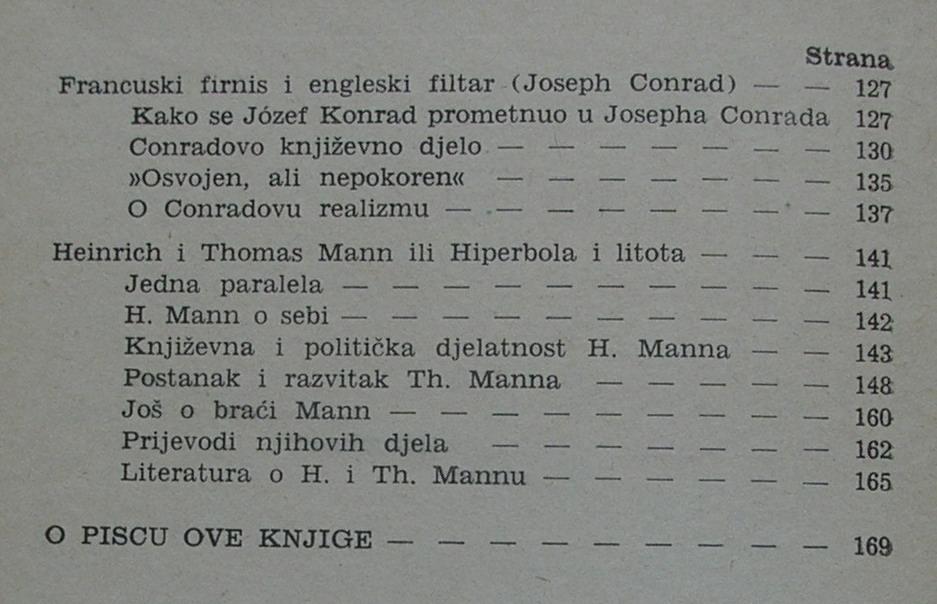 Strana
Francuski firnis i engleski filtar (Joseph Conrad) — — 127
Kako se Józef Konrad prometnuo u Josepha Conrada 127
Conradovo književno djelo — — — — — — — 130
»Osvojen, ali nepokoren« — — — — — — — 135
O Conradovu realizmu — — — — — — — — 137
Heinrich i Thomas Mann ili Hiperbola i litota — — — 141
Jedna paralela — — — — — — — — — — 141
H. Mann o sebi — — — — — — — — — — 142
Književna i politička djelatnost H. Manna — — 143
Postanak i razvitak Th. Manna — — — — — 148
Još o braći Mann — — — — — — — — — 160
Prijevodi njihovih djela — — — — — — — 162
Literatura o H. i Th. Mannu — — — — — — 165
O PISCU OVE KNJIGE — — — — — — — — — 169